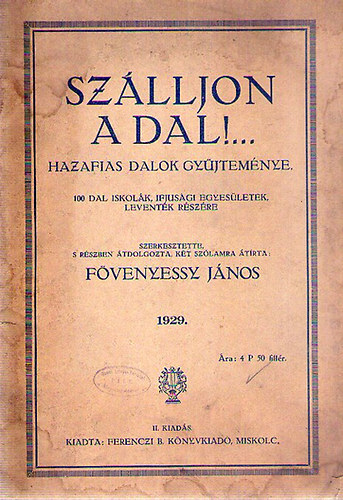 SZÁLLJON
A DAL!...
HAZAFIAS DALOK GYŰJTEMÉNYE.
100 DAL ISKOLÁK, IFJUSÁGI EGYESÜLETEK,
LEVENTÉK RÉSZÉRE
SZERKESZTETTE,
S RÉSZBEN ÁTDOLGOZTA, KÉT SZÓLAMRA ÁTÍRTA:
FÖVENYESSY JÁNOS
1929.
Ára: 4 P 50 fillér.
II. KIADÁS.
KIADTA: FERENCZI B. KÖNYVKIADÓ, MISKOLC.